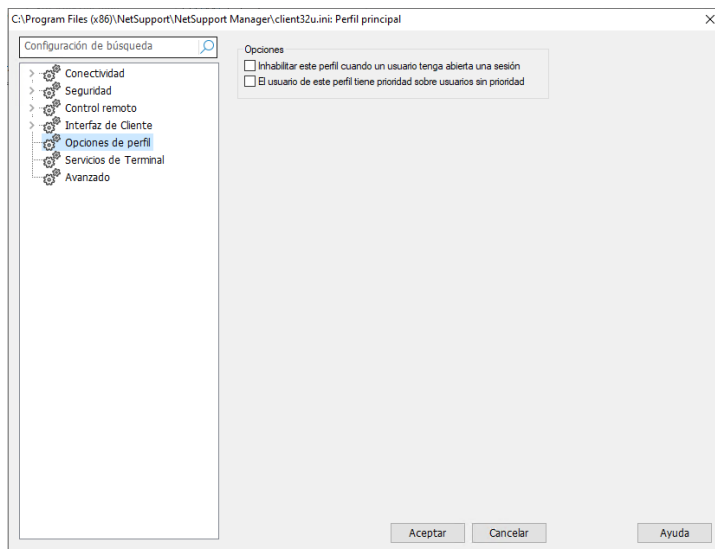 C:\Program Files (x86)\NetSupport\NetSupport Manager\client32u.ini: Perfil principal
Configuración de búsqueda
Conectividad
Seguridad
Control remoto
Interfaz de Cliente
Opciones de perfil
Servicios de Terminal
Avanzado
Opciones
Inhabilitar este perfil cuando un usuario tenga abierta una sesión
El usuario de este perfil tiene prioridad sobre usuarios sin prioridad
Aceptar
Cancelar
Ayuda